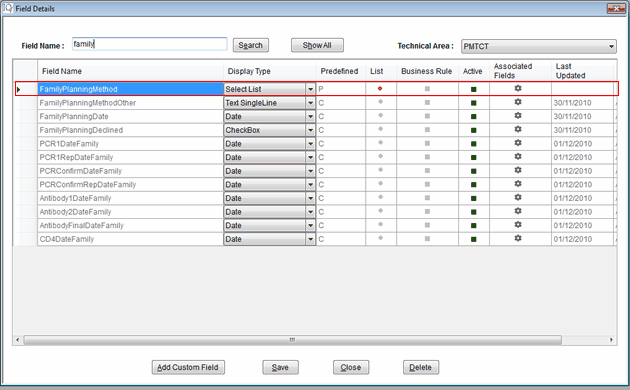 Field Details
Field Name : family Search Show All Technical Area : PMTCT
Field Name Display Type Predefined List Business Rule Active Associated Fields Last Updated
FamilyPlanningMethod Select List P
FamilyPlanningMethodOther Text SingleLine C 30/11/2010
FamilyPlanningDate Date C 30/11/2010
FamilyPlanningDeclined CheckBox C 30/11/2010
PCR1DateFamily Date C 01/12/2010
PCR1RepDateFamily Date C 01/12/2010
PCRConfirmDateFamily Date C 01/12/2010
PCRConfirmRepDateFamily Date C 01/12/2010
Antibody1DateFamily Date C 01/12/2010
Antibody2DateFamily Date C 01/12/2010
AntibodyFinalDateFamily Date C 01/12/2010
CD4DateFamily Date C 01/12/2010
Add Custom Field Save Close Delete